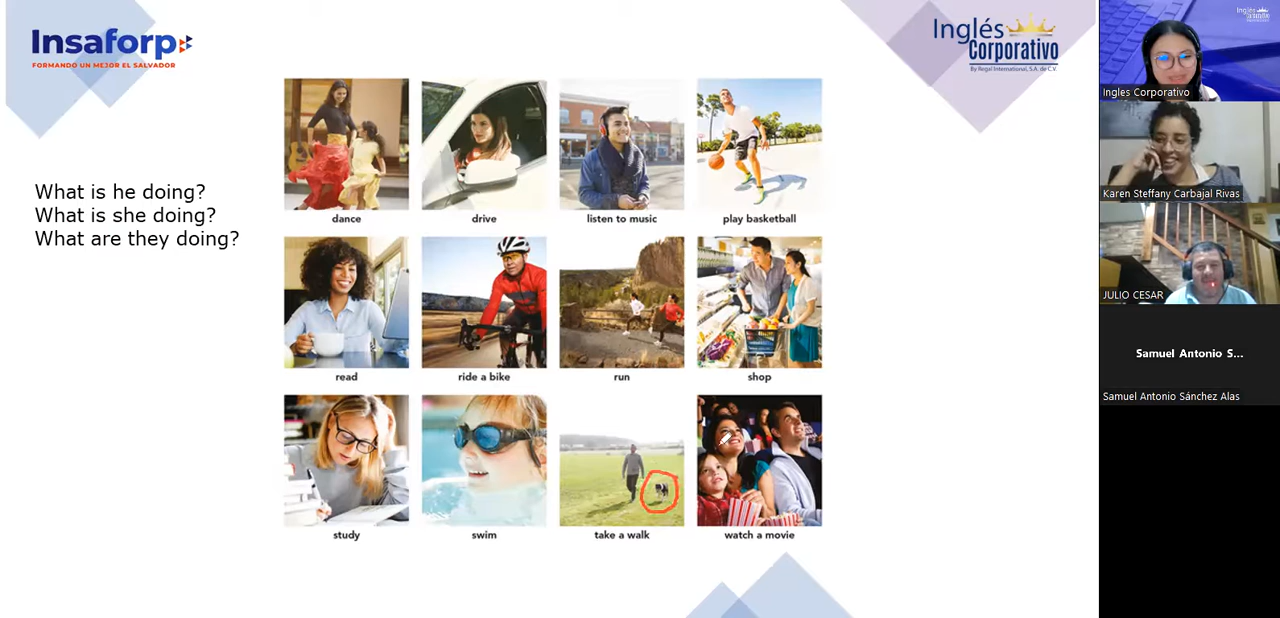 Insaforp
FORMANDO UN MEJOR EL SALVADOR
Inglés
Corporativo
By Regal International, S.A. de C.V.
What is he doing?
What is she doing?
What are they doing?
dance
drive
listen to music
play basketball
read
ride a bike
run
shop
study
swim
take a walk
watch a movie
Ingles Corporativo
Karen Steffany Carbajal Rivas
JULIO CESAR
Samuel Antonio S...
Samuel Antonio Sánchez Alas